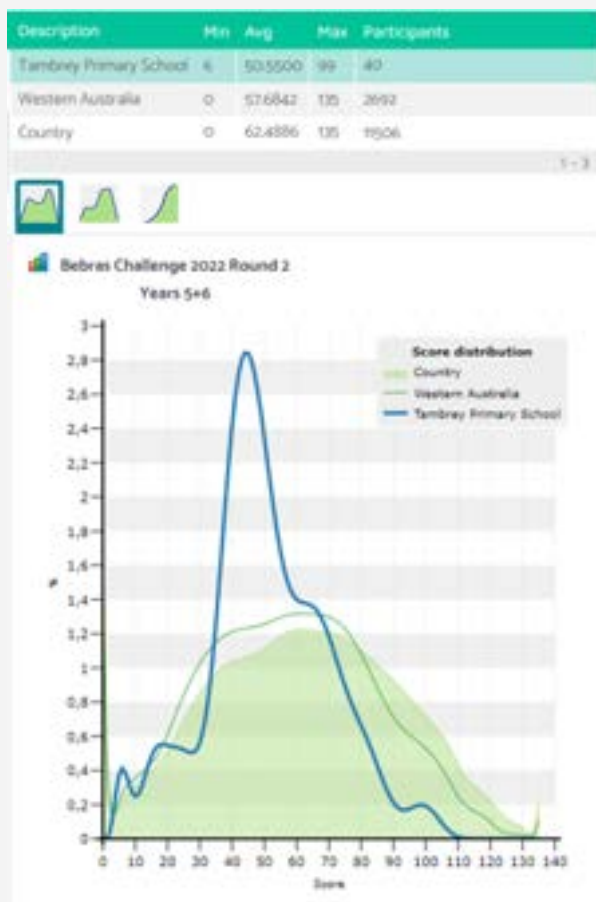 Description Min Avg Max Participants
Tambrey Primary School 6 50.5500 99 40
Western Australia 0 57.6842 135 2692
Country 0 62.4886 135 11506
1 - 3
Bebras Challenge 2022 Round 2
Years 5+6
Score distribution
Country
Western Australia
Tambrey Primary School
3
2,8
2,6
2,4
2,2
2
1,8
1,6
1,4
1,2
1
0,8
0,6
0,4
0,2
0
%
0 10 20 30 40 50 60 70 80 90 100 110 120 130 140
Score